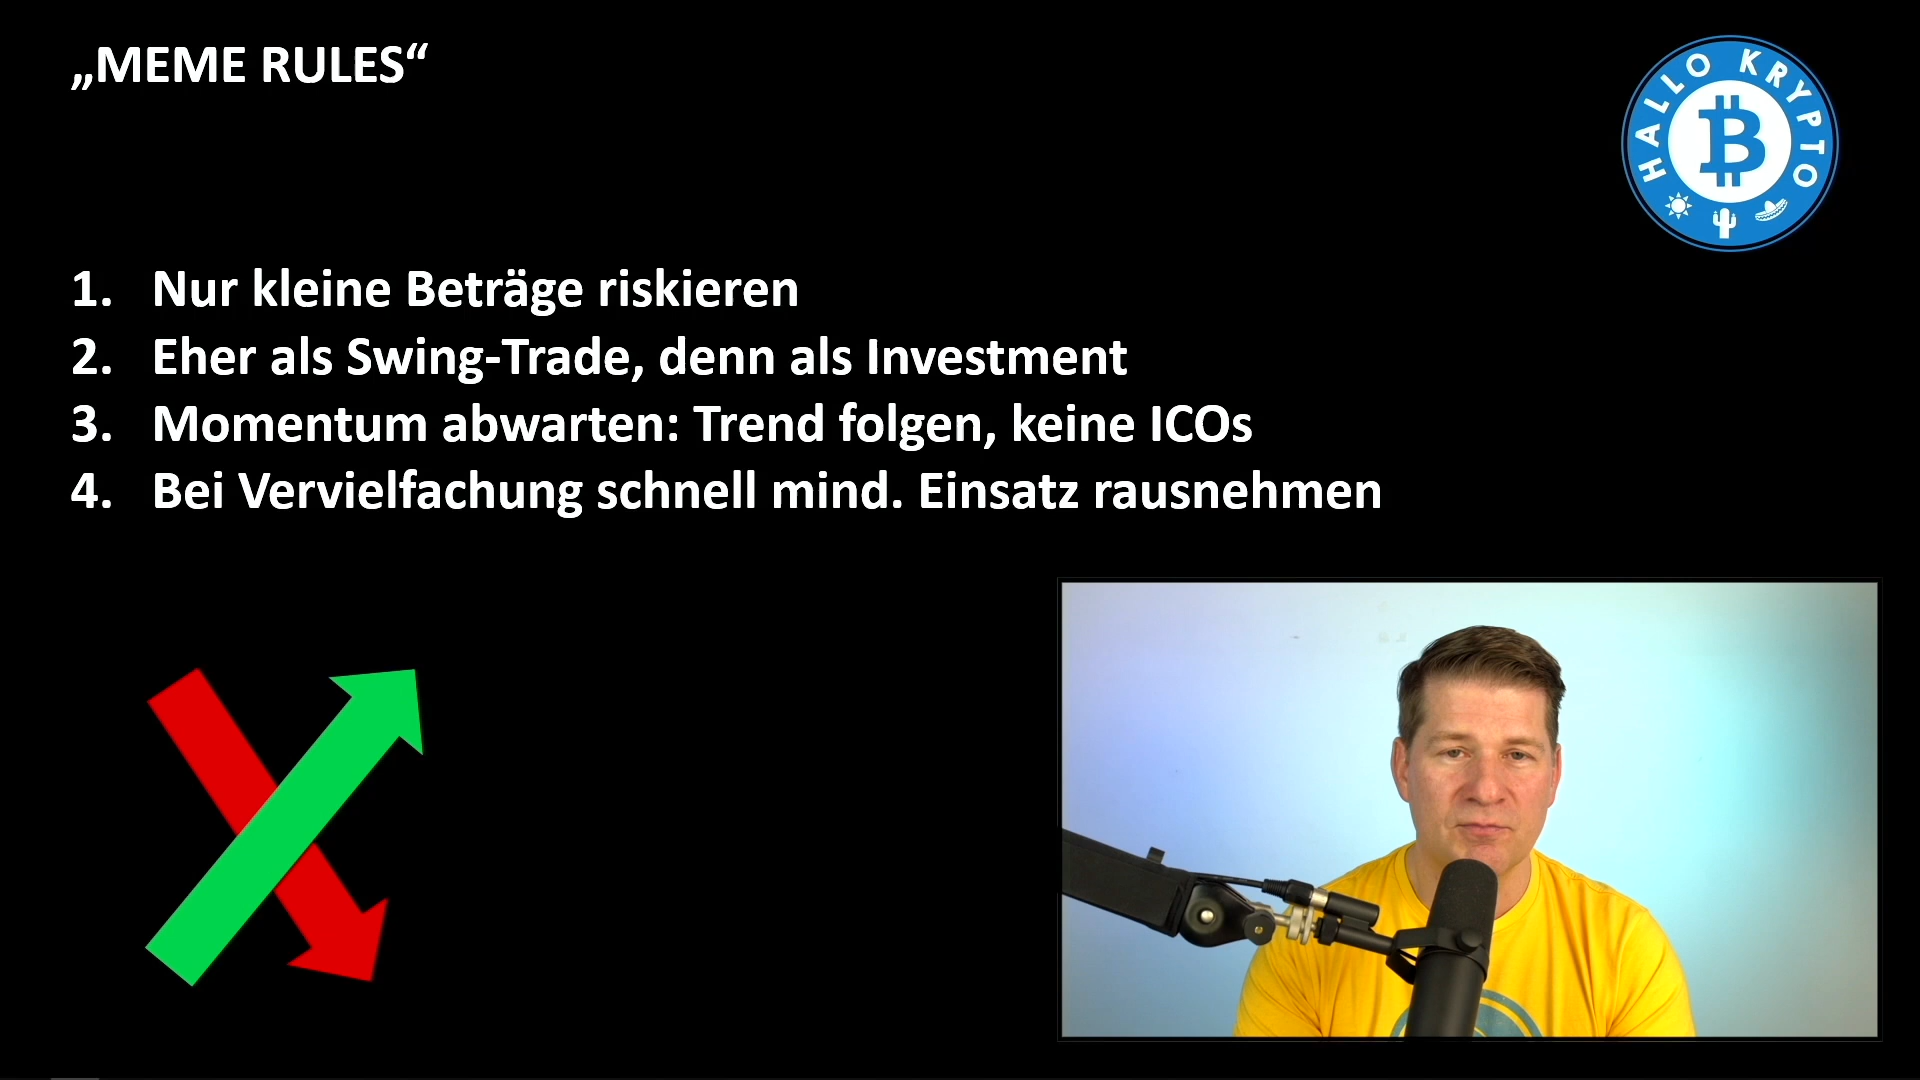 „MEME RULES“
HALLO KRYPTO
1. Nur kleine Beträge riskieren
2. Eher als Swing-Trade, denn als Investment
3. Momentum abwarten: Trend folgen, keine ICOs
4. Bei Vervielfachung schnell mind. Einsatz rausnehmen